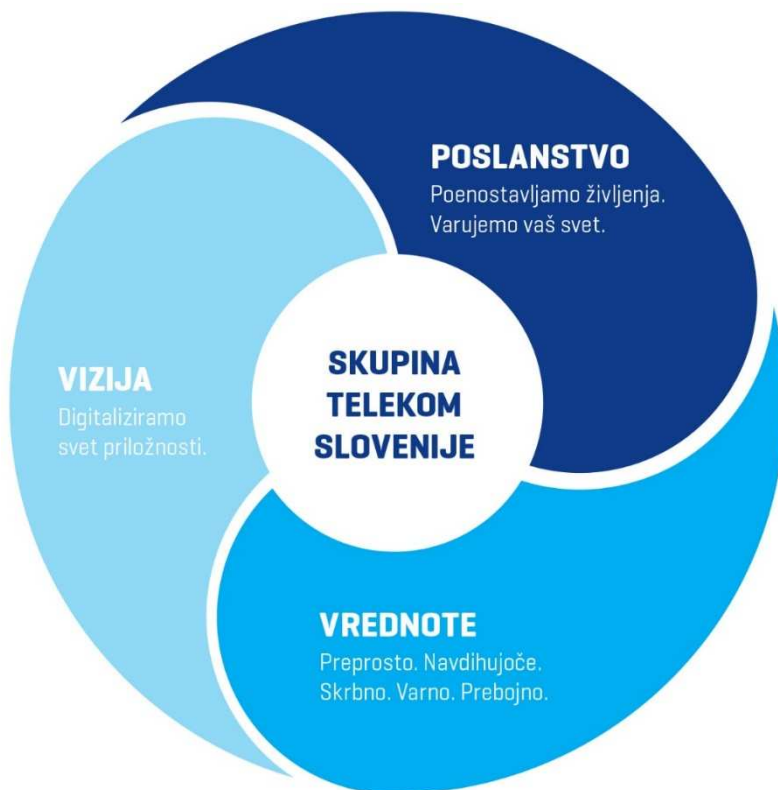 POSLANSTVO
Poenostavljamo življenja.
Varujemo vaš svet.
VIZIJA
Digitaliziramo
svet priložnosti.
SKUPINA
TELEKOM
SLOVENIJE
VREDNOTE
Preprosto. Navdihujoče.
Skrbno. Varno. Prebojno.